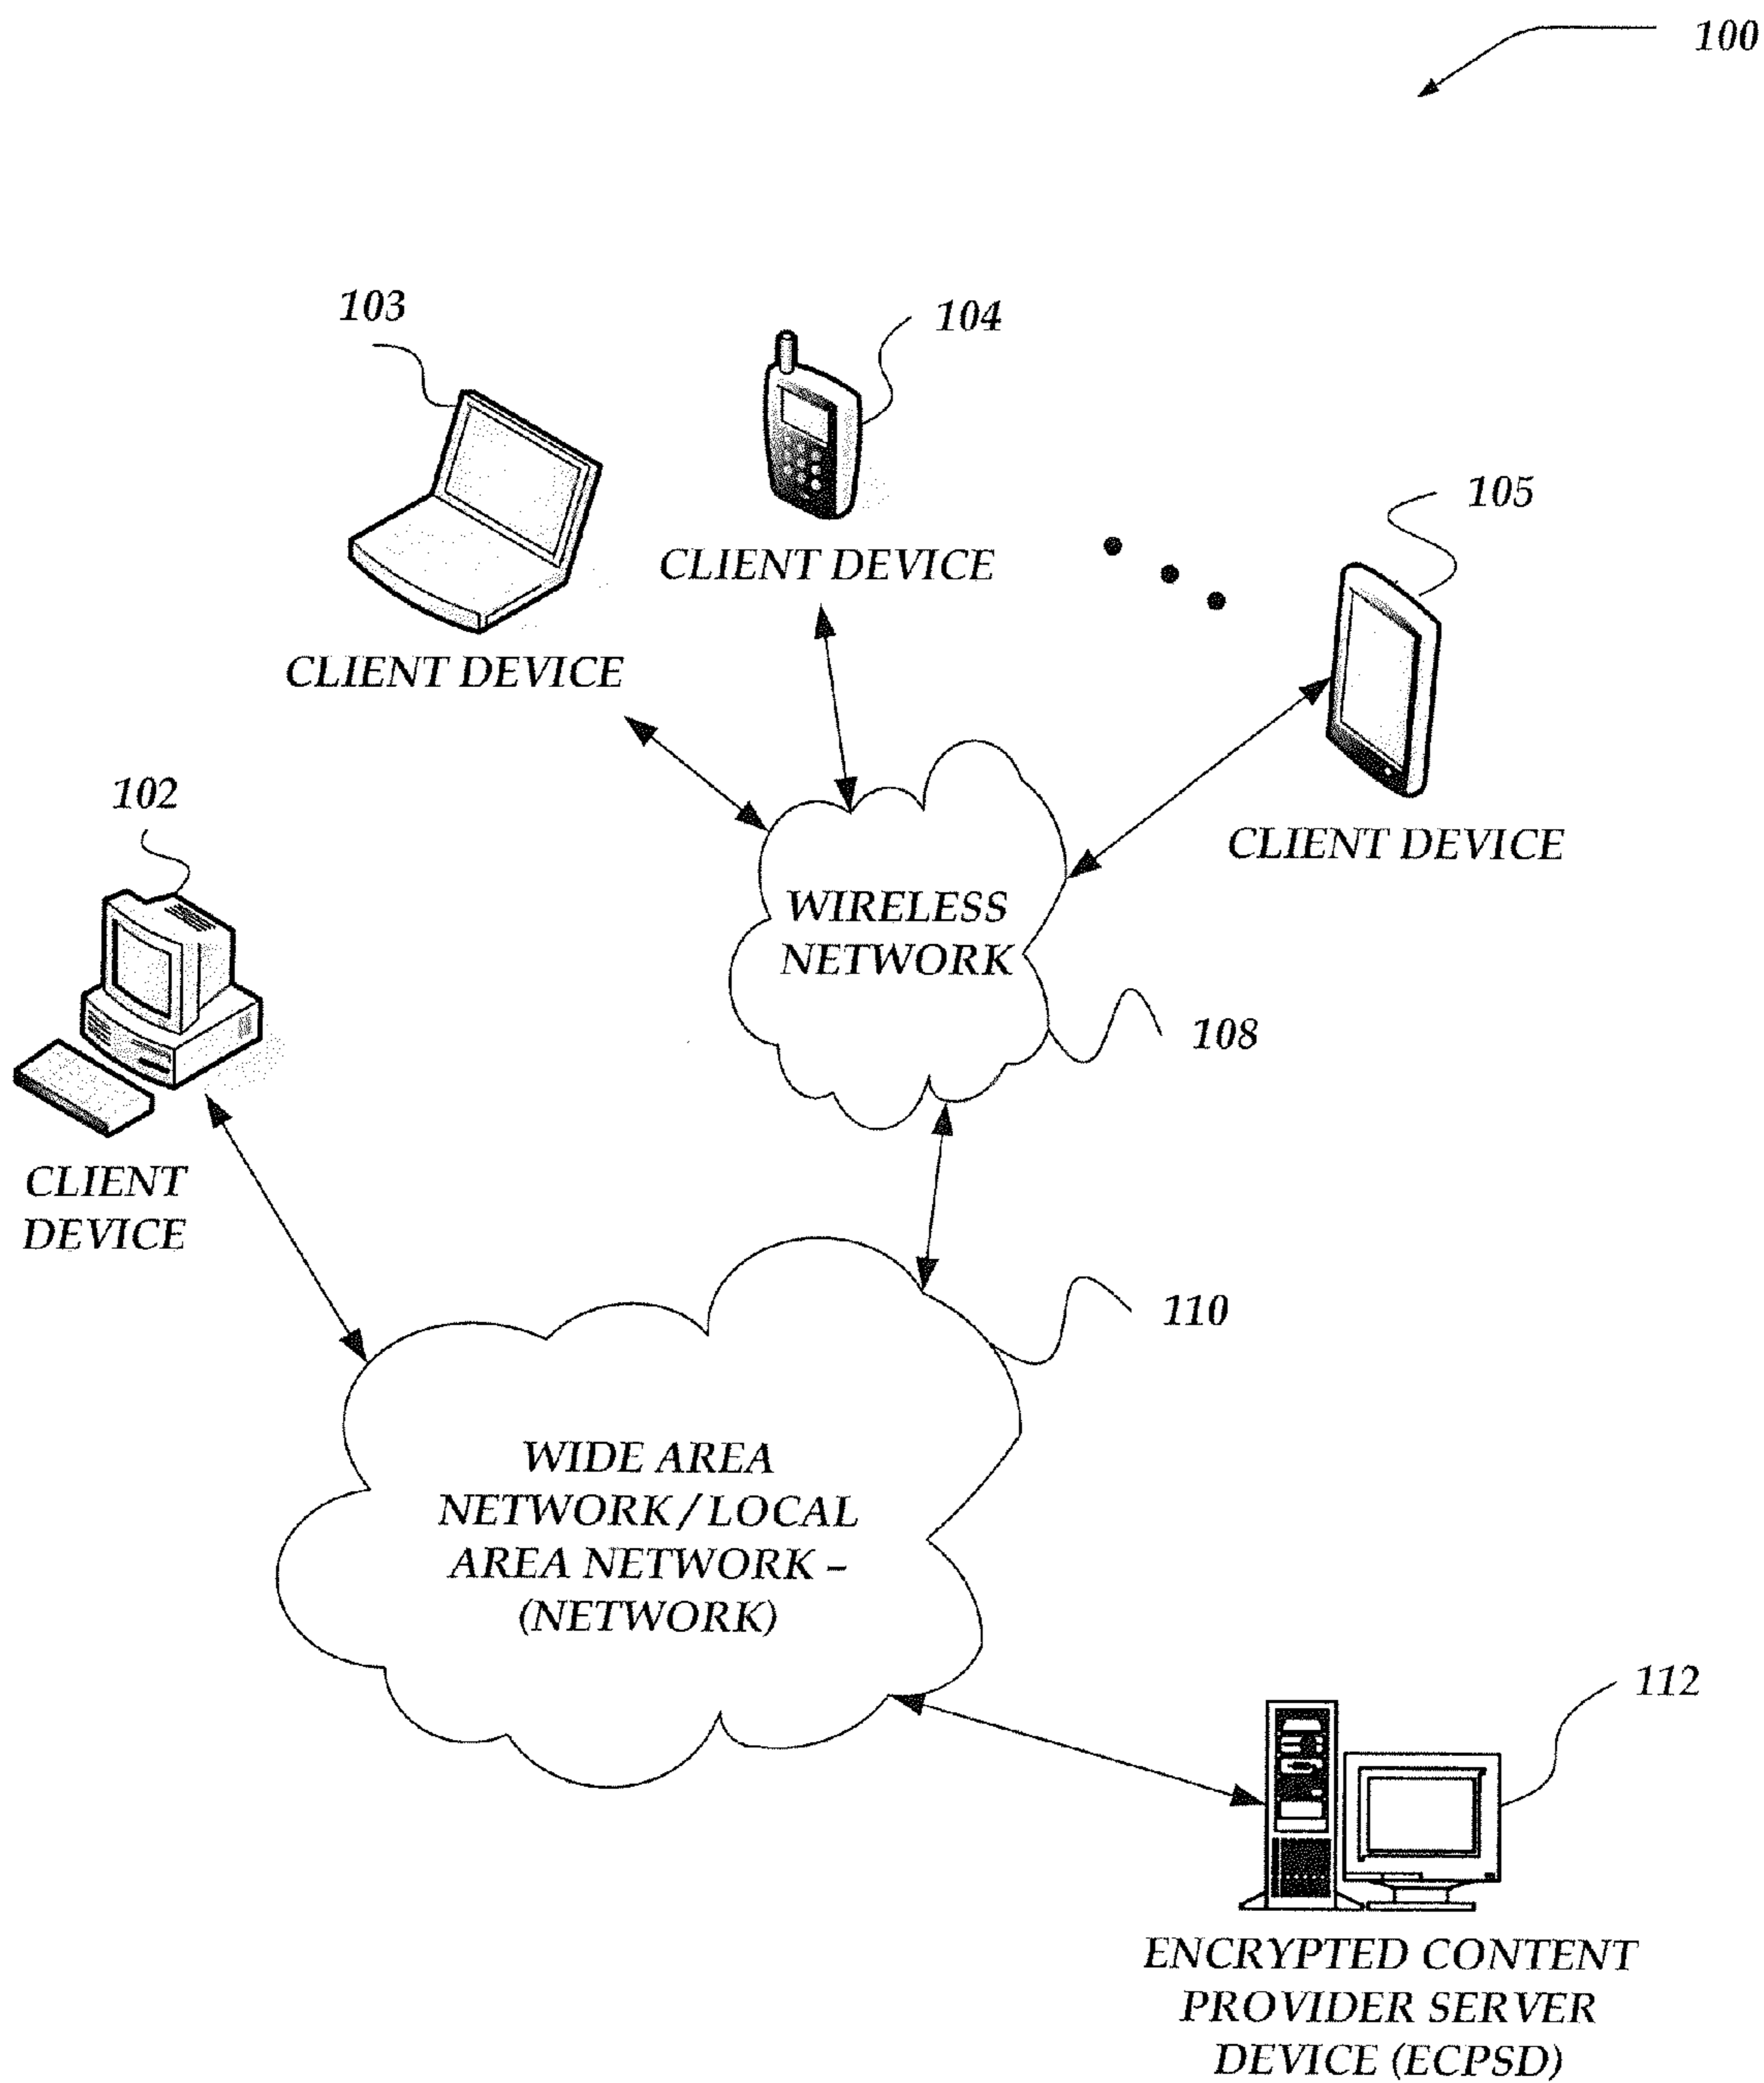 100
103
104
105
CLIENT DEVICE
CLIENT DEVICE
102
CLIENT DEVICE
WIRELESS
NETWORK
108
CLIENT
DEVICE
110
WIDE AREA
NETWORK/LOCAL
AREA NETWORK –
(NETWORK)
112
ENCRYPTED CONTENT
PROVIDER SERVER
DEVICE (ECPSD)